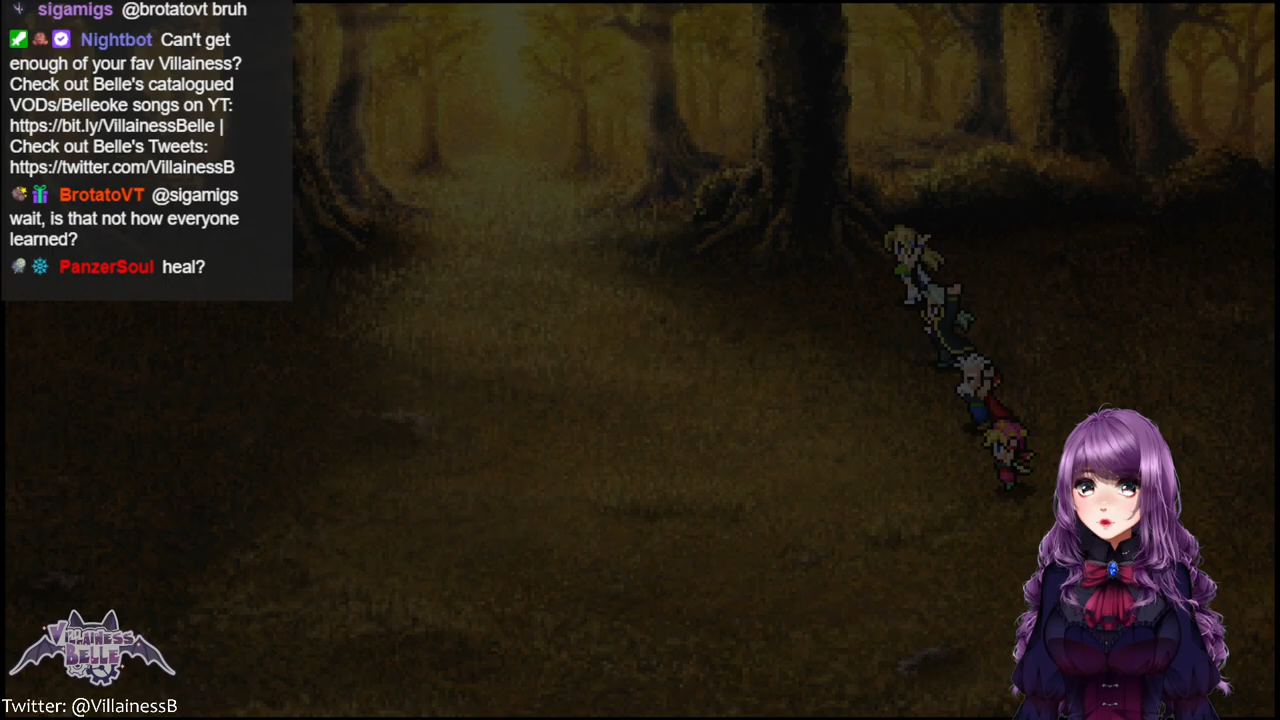 sigamigs @brotatovt bruh
Nightbot Can't get
enough of your fav Villainess?
Check out Belle's catalogued
VODs/Belleoke songs on YT:
https://bit.ly/VillainessBelle |
Check out Belle's Tweets:
https://twitter.com/VillainessB
BrotatoVT @sigamigs
wait, is that not how everyone
learned?
PanzerSoul heal?
VILLAINESS
BELLE
Twitter: @VillainessB